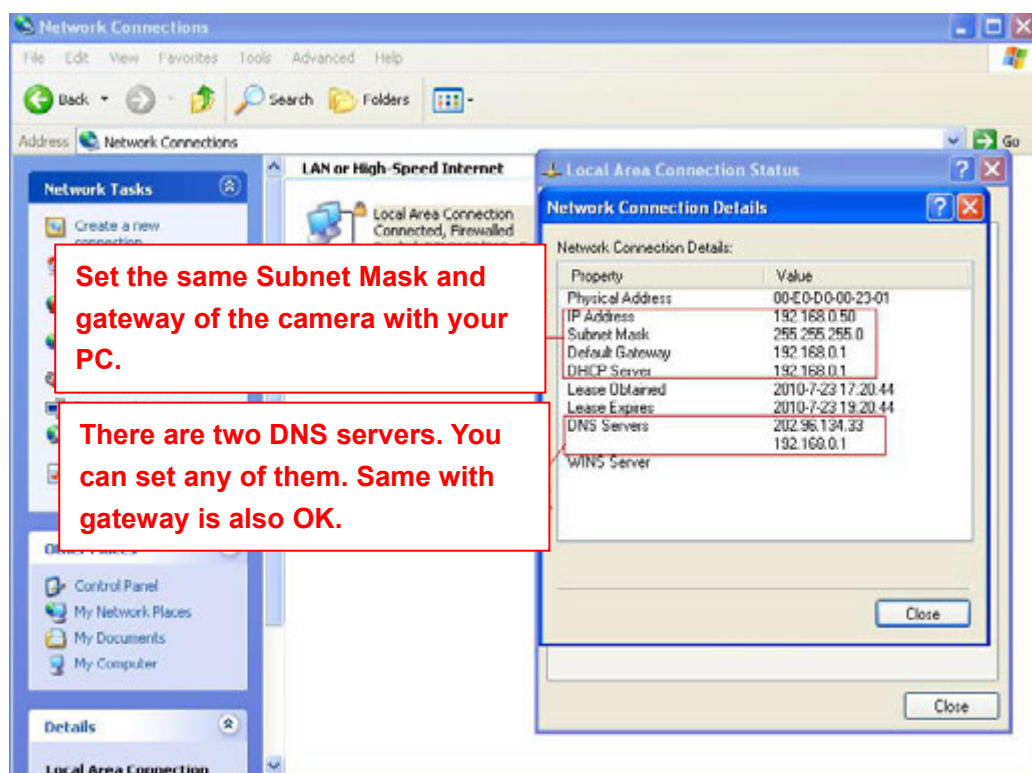 Network Connections
File Edit View Favorites Tools Advanced Help
Back Search Folders
Address Network Connections Go
Network Tasks
Create a new
connection
LAN or High-Speed Internet
Local Area Connection
Connected, Firewalled
Set the same Subnet Mask and
gateway of the camera with your
PC.
There are two DNS servers. You
can set any of them. Same with
gateway is also OK.
Other Places
Control Panel
My Network Places
My Documents
My Computer
Details
Local Area Connection
Local Area Connection Status
Network Connection Details
Network Connection Details:
Property Value
Physical Address 00-E0-D0-00-23-01
IP Address 192.168.0.50
Subnet Mask 255.255.255.0
Default Gateway 192.168.0.1
DHCP Server 192.168.0.1
Lease Obtained 2010-7-23 17:20:44
Lease Expires 2010-7-23 19:20:44
DNS Servers 202.96.134.33
192.168.0.1
WINS Server
Close
Close